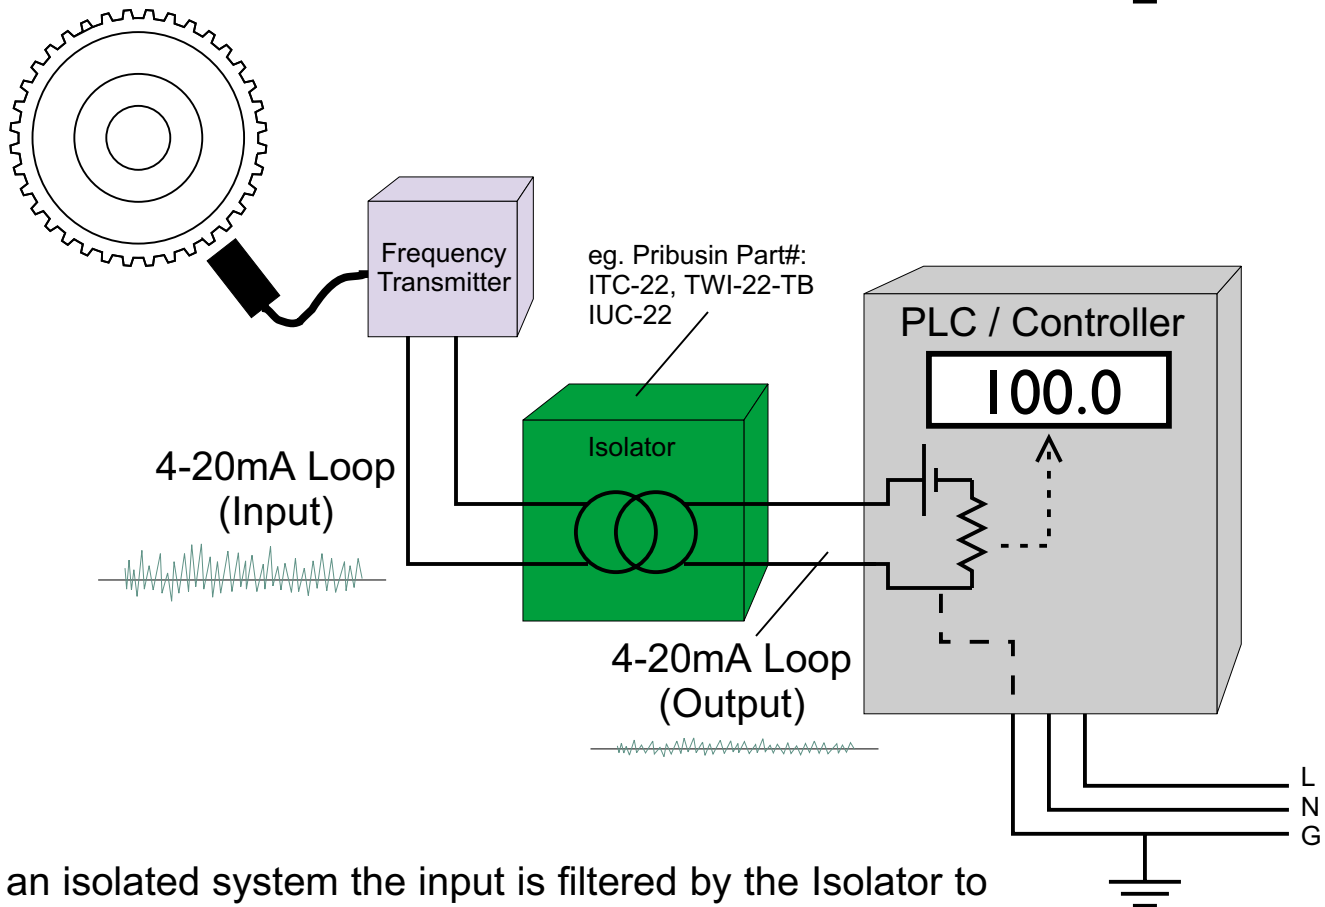 Frequency
Transmitter
eg. Pribusin Part#:
ITC-22, TWI-22-TB
IUC-22
PLC / Controller
100.0
Isolator
4-20mA Loop
(Input)
4-20mA Loop
(Output)
L
N
G
an isolated system the input is filtered by the Isolator to